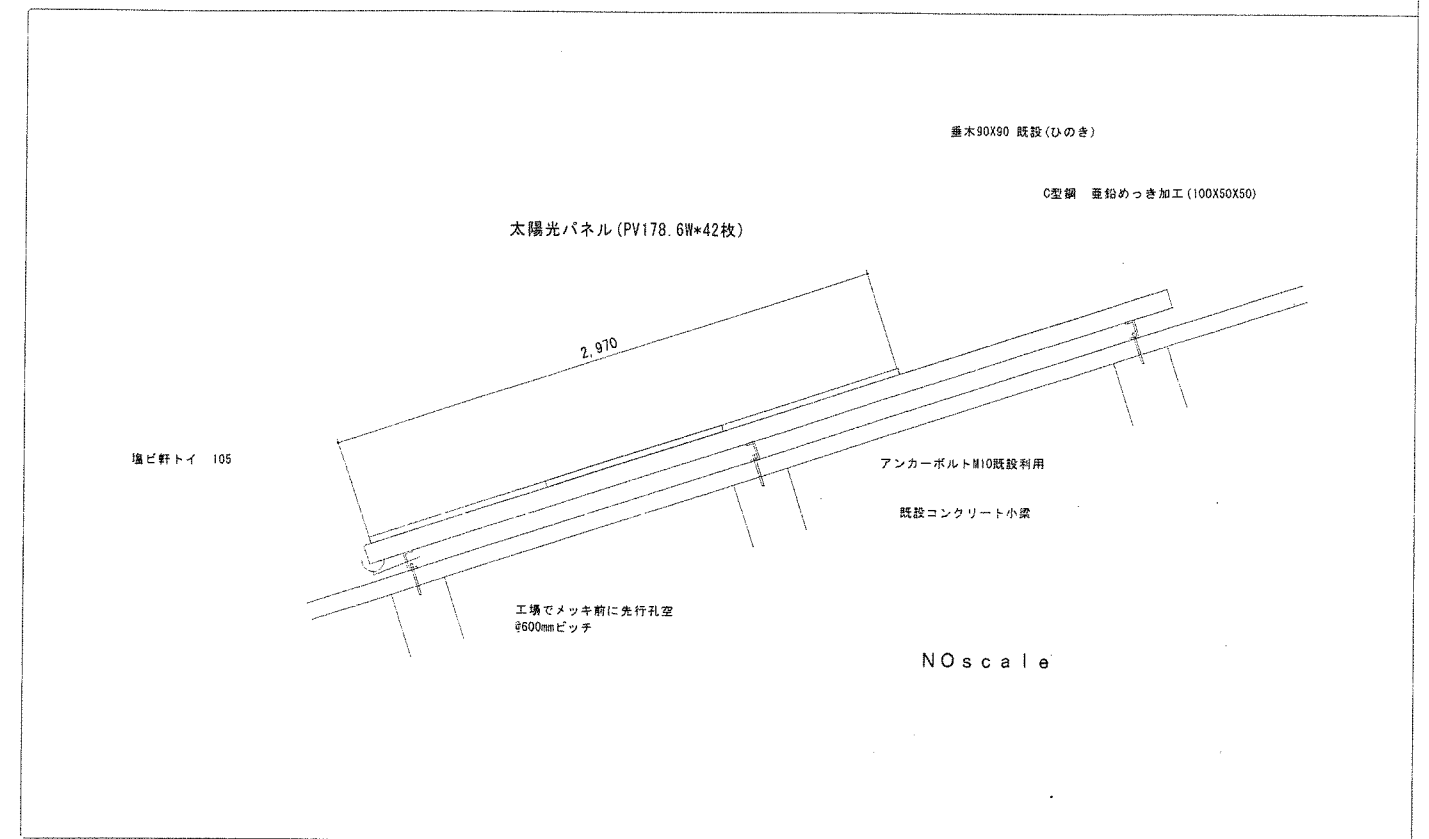 垂木90X90 既設(ひのき)
C型鋼 亜鉛めっき加工(100X50X50)
太陽光パネル(PV178.6W*42枚)
2,970
塩ビ軒トイ 105
アンカーボルトM10既設利用
既設コンクリート小梁
工場でメッキ前に先行孔空
@600mmピッチ
NOscale